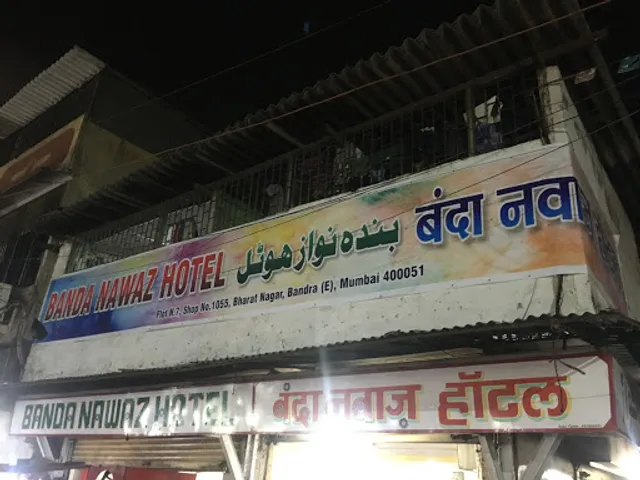 BANDA NAWAZ HOTEL بندہ نواز ھوٹل बंदा नवा
Plot N.7, Shop No.1055, Bharat Nagar, Bandra (E), Mumbai 400051
BANDA NAWAZ HOTEL बंदा नवाज़ हॉटल